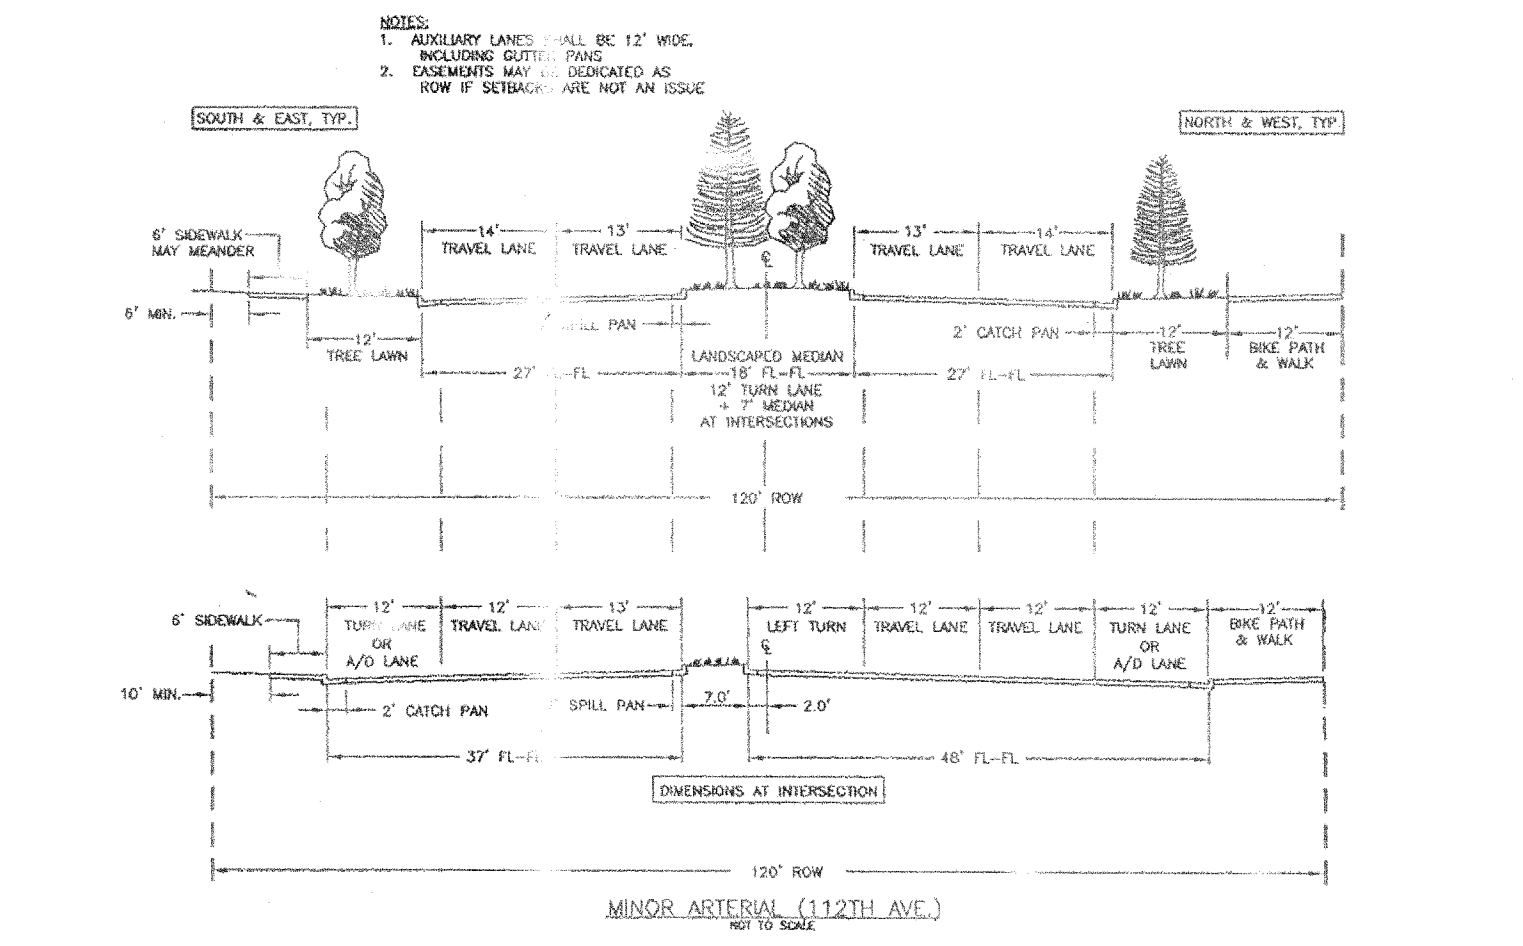 NOTES:
1. AUXILIARY LANES SHALL BE 12' WIDE,
INCLUDING GUTTER PANS
2. EASEMENTS MAY BE DEDICATED AS
ROW IF SETBACKS ARE NOT AN ISSUE
SOUTH & EAST, TYP.
NORTH & WEST, TYP.
6' SIDEWALK
MAY MEANDER
14'
TRAVEL LANE
13'
TRAVEL LANE
℄
13'
TRAVEL LANE
14'
TRAVEL LANE
6' MIN.
SPILL PAN
2' CATCH PAN
12'
TREE LAWN
12'
TREE
LAWN
12'
BIKE PATH
& WALK
27' FL-FL
LANDSCAPED MEDIAN
18' FL-FL
12' TURN LANE
+ 7' MEDIAN
AT INTERSECTIONS
27' FL-FL
120' ROW
6' SIDEWALK
12'
TURN LANE
OR
A/D LANE
12'
TRAVEL LANE
13'
TRAVEL LANE
12'
LEFT TURN
℄
12'
TRAVEL LANE
12'
TRAVEL LANE
12'
TURN LANE
OR
A/D LANE
12'
BIKE PATH
& WALK
10' MIN.
2' CATCH PAN
SPILL PAN
7.0'
2.0'
37' FL-FL
48' FL-FL
DIMENSIONS AT INTERSECTION
120' ROW
MINOR ARTERIAL (112TH AVE.)
NOT TO SCALE